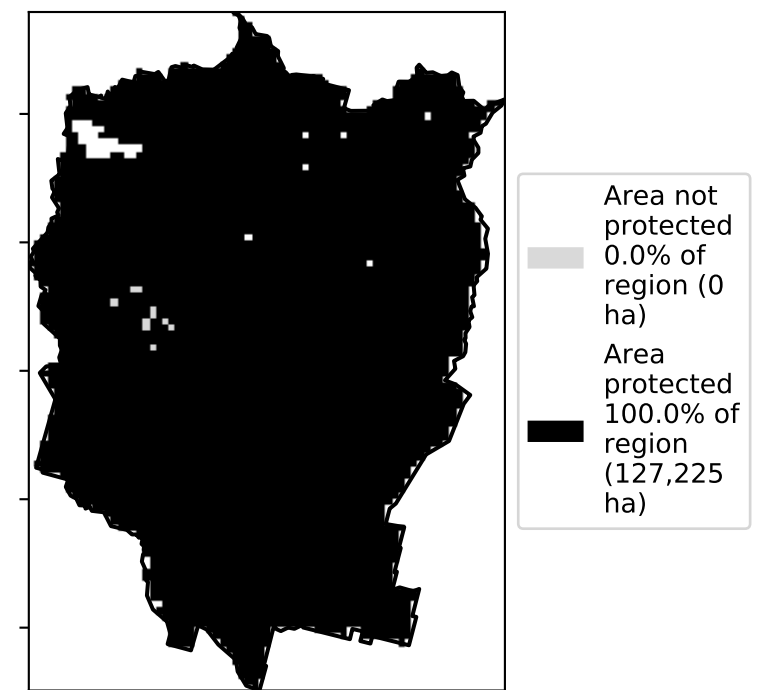 Area not
protected
0.0% of
region (0
ha)
Area
protected
100.0% of
region
(127,225
ha)